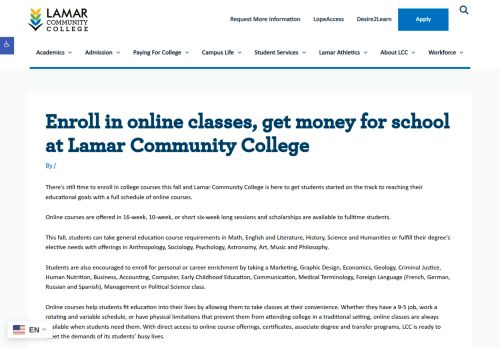 LAMAR
COMMUNITY
COLLEGE
Request More Information
LopeAccess
Desire2Learn
Apply
Academics
Admission
Paying For College
Campus Life
Student Services
Lamar Athletics
About LCC
Workforce
Enroll in online classes, get money for school
at Lamar Community College
By /
There's still time to enroll in college courses this fall and Lamar Community College is here to get students started on the track to reaching their
educational goals with a full schedule of online courses.
Online courses are offered in 16-week, 10-week, or short six-week long sessions and scholarships are available to fulltime students.
This fall, students can take general education course requirements in Math, English and Literature, History, Science and Humanities or fulfill their degree's
elective needs with offerings in Anthropology, Sociology, Psychology, Astronomy, Art, Music and Philosophy.
Students are also encouraged to enroll for personal or career enrichment by taking a Marketing, Graphic Design, Economics, Geology, Criminal Justice,
Human Nutrition, Business, Accounting, Computer, Early Childhood Education, Communication, Medical Terminology, Foreign Language (French, German,
Russian and Spanish), Management or Political Science class.
Online courses help students fit education into their lives by allowing them to take classes at their convenience. Whether they have a 9-5 job, work a
rotating and variable schedule, or have physical limitations that prevent them from attending college in a traditional setting, online classes are always
available when students need them. With direct access to online course offerings, certificates, associate degree and transfer programs, LCC is ready to
meet the demands of its students' busy lives.
EN